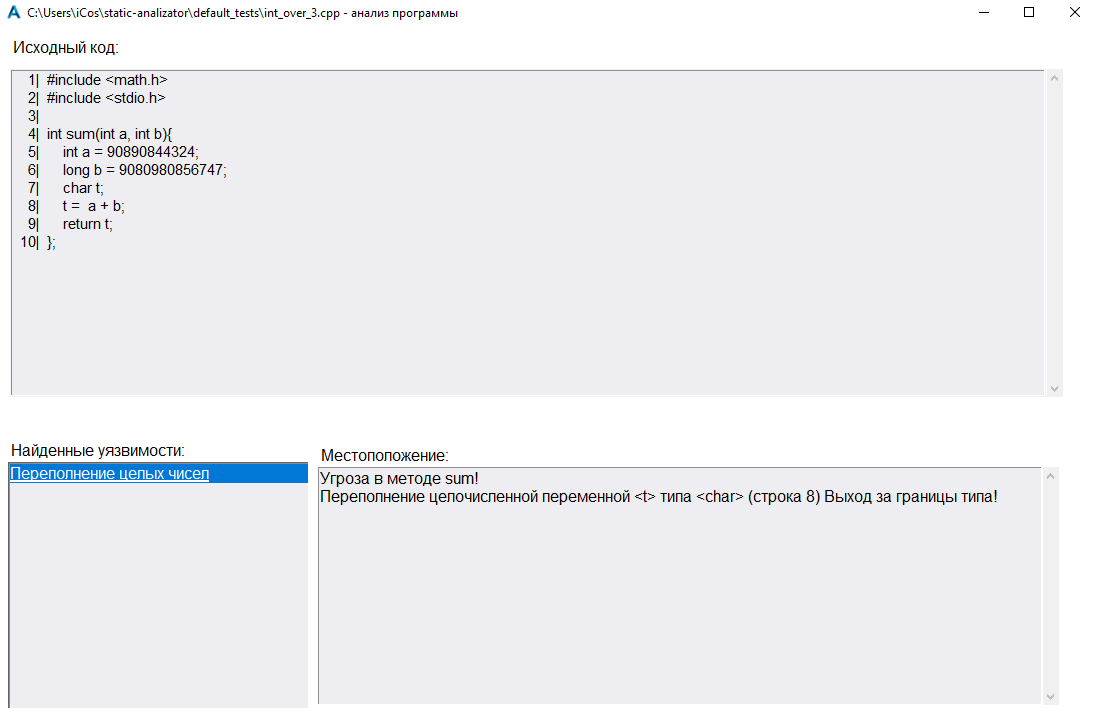 C:\Users\iCos\static-analizator\default_tests\int_over_3.cpp - анализ программы
Исходный код:
1| #include <math.h>
2| #include <stdio.h>
3|
4| int sum(int a, int b){
5| int a = 90890844324;
6| long b = 9080980856747;
7| char t;
8| t =  a + b;
9| return t;
10| };
Найденные уязвимости:
Переполнение целых чисел
Местоположение:
Угроза в методе sum!
Переполнение целочисленной переменной <t> типа <char> (строка 8) Выход за границы типа!